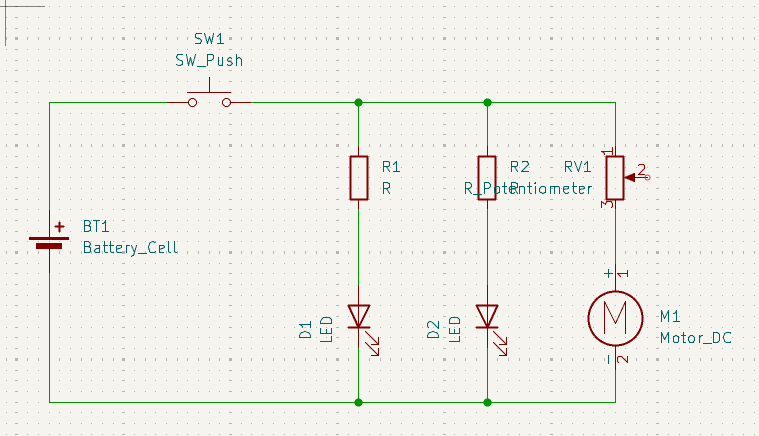 SW1
SW_Push
R1
R
R2
R
RV1
R_Potentiometer
1
2
3
+
BT1
Battery_Cell
D1
LED
D2
LED
+
1
M
M1
Motor_DC
-
2